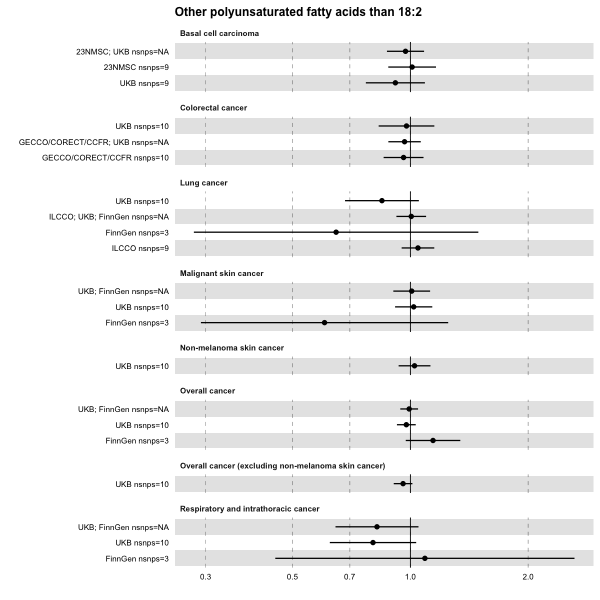 Other polyunsaturated fatty acids than 18:2
Basal cell carcinoma
23NMSC; UKB nsnps=NA
23NMSC nsnps=9
UKB nsnps=9
Colorectal cancer
UKB nsnps=10
GECCO/CORECT/CCFR; UKB nsnps=NA
GECCO/CORECT/CCFR nsnps=10
Lung cancer
UKB nsnps=10
ILCCO; UKB; FinnGen nsnps=NA
FinnGen nsnps=3
ILCCO nsnps=9
Malignant skin cancer
UKB; FinnGen nsnps=NA
UKB nsnps=10
FinnGen nsnps=3
Non-melanoma skin cancer
UKB nsnps=10
Overall cancer
UKB; FinnGen nsnps=NA
UKB nsnps=10
FinnGen nsnps=3
Overall cancer (excluding non-melanoma skin cancer)
UKB nsnps=10
Respiratory and intrathoracic cancer
UKB; FinnGen nsnps=NA
UKB nsnps=10
FinnGen nsnps=3
0.3 0.5 0.7 1.0 2.0